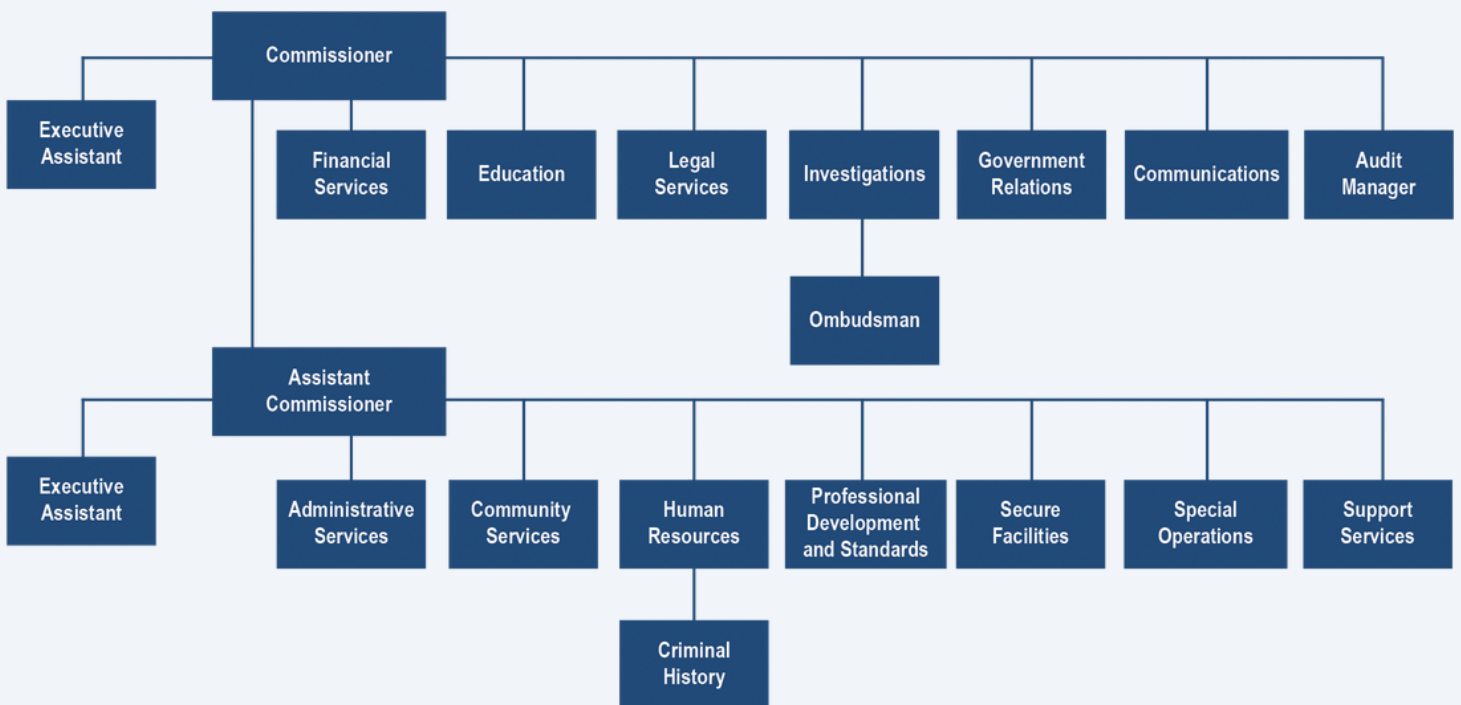 Commissioner
Executive
Assistant
Financial
Services
Education
Legal
Services
Investigations
Government
Relations
Communications
Audit
Manager
Ombudsman
Assistant
Commissioner
Executive
Assistant
Administrative
Services
Community
Services
Human
Resources
Professional
Development
and Standards
Secure
Facilities
Special
Operations
Support
Services
Criminal
History